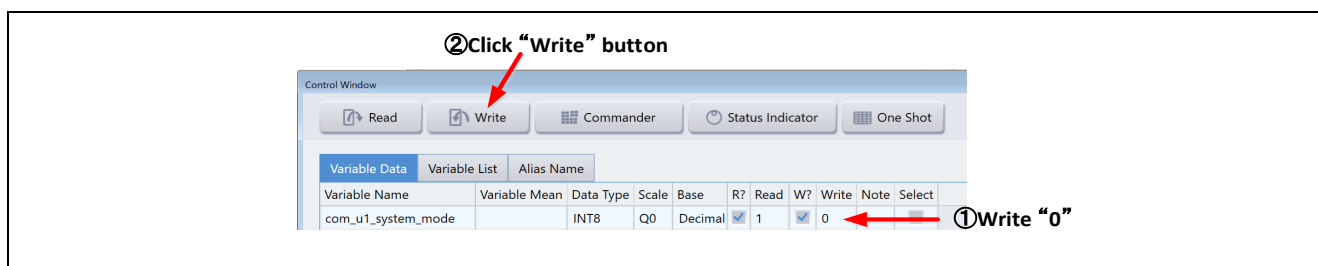 ②Click “Write” button
Control Window
Read Write Commander Status Indicator One Shot
Variable Data Variable List Alias Name
Variable Name Variable Mean Data Type Scale Base R? Read W? Write Note Select
com_u1_system_mode INT8 Q0 Decimal 1 0
①Write “0”